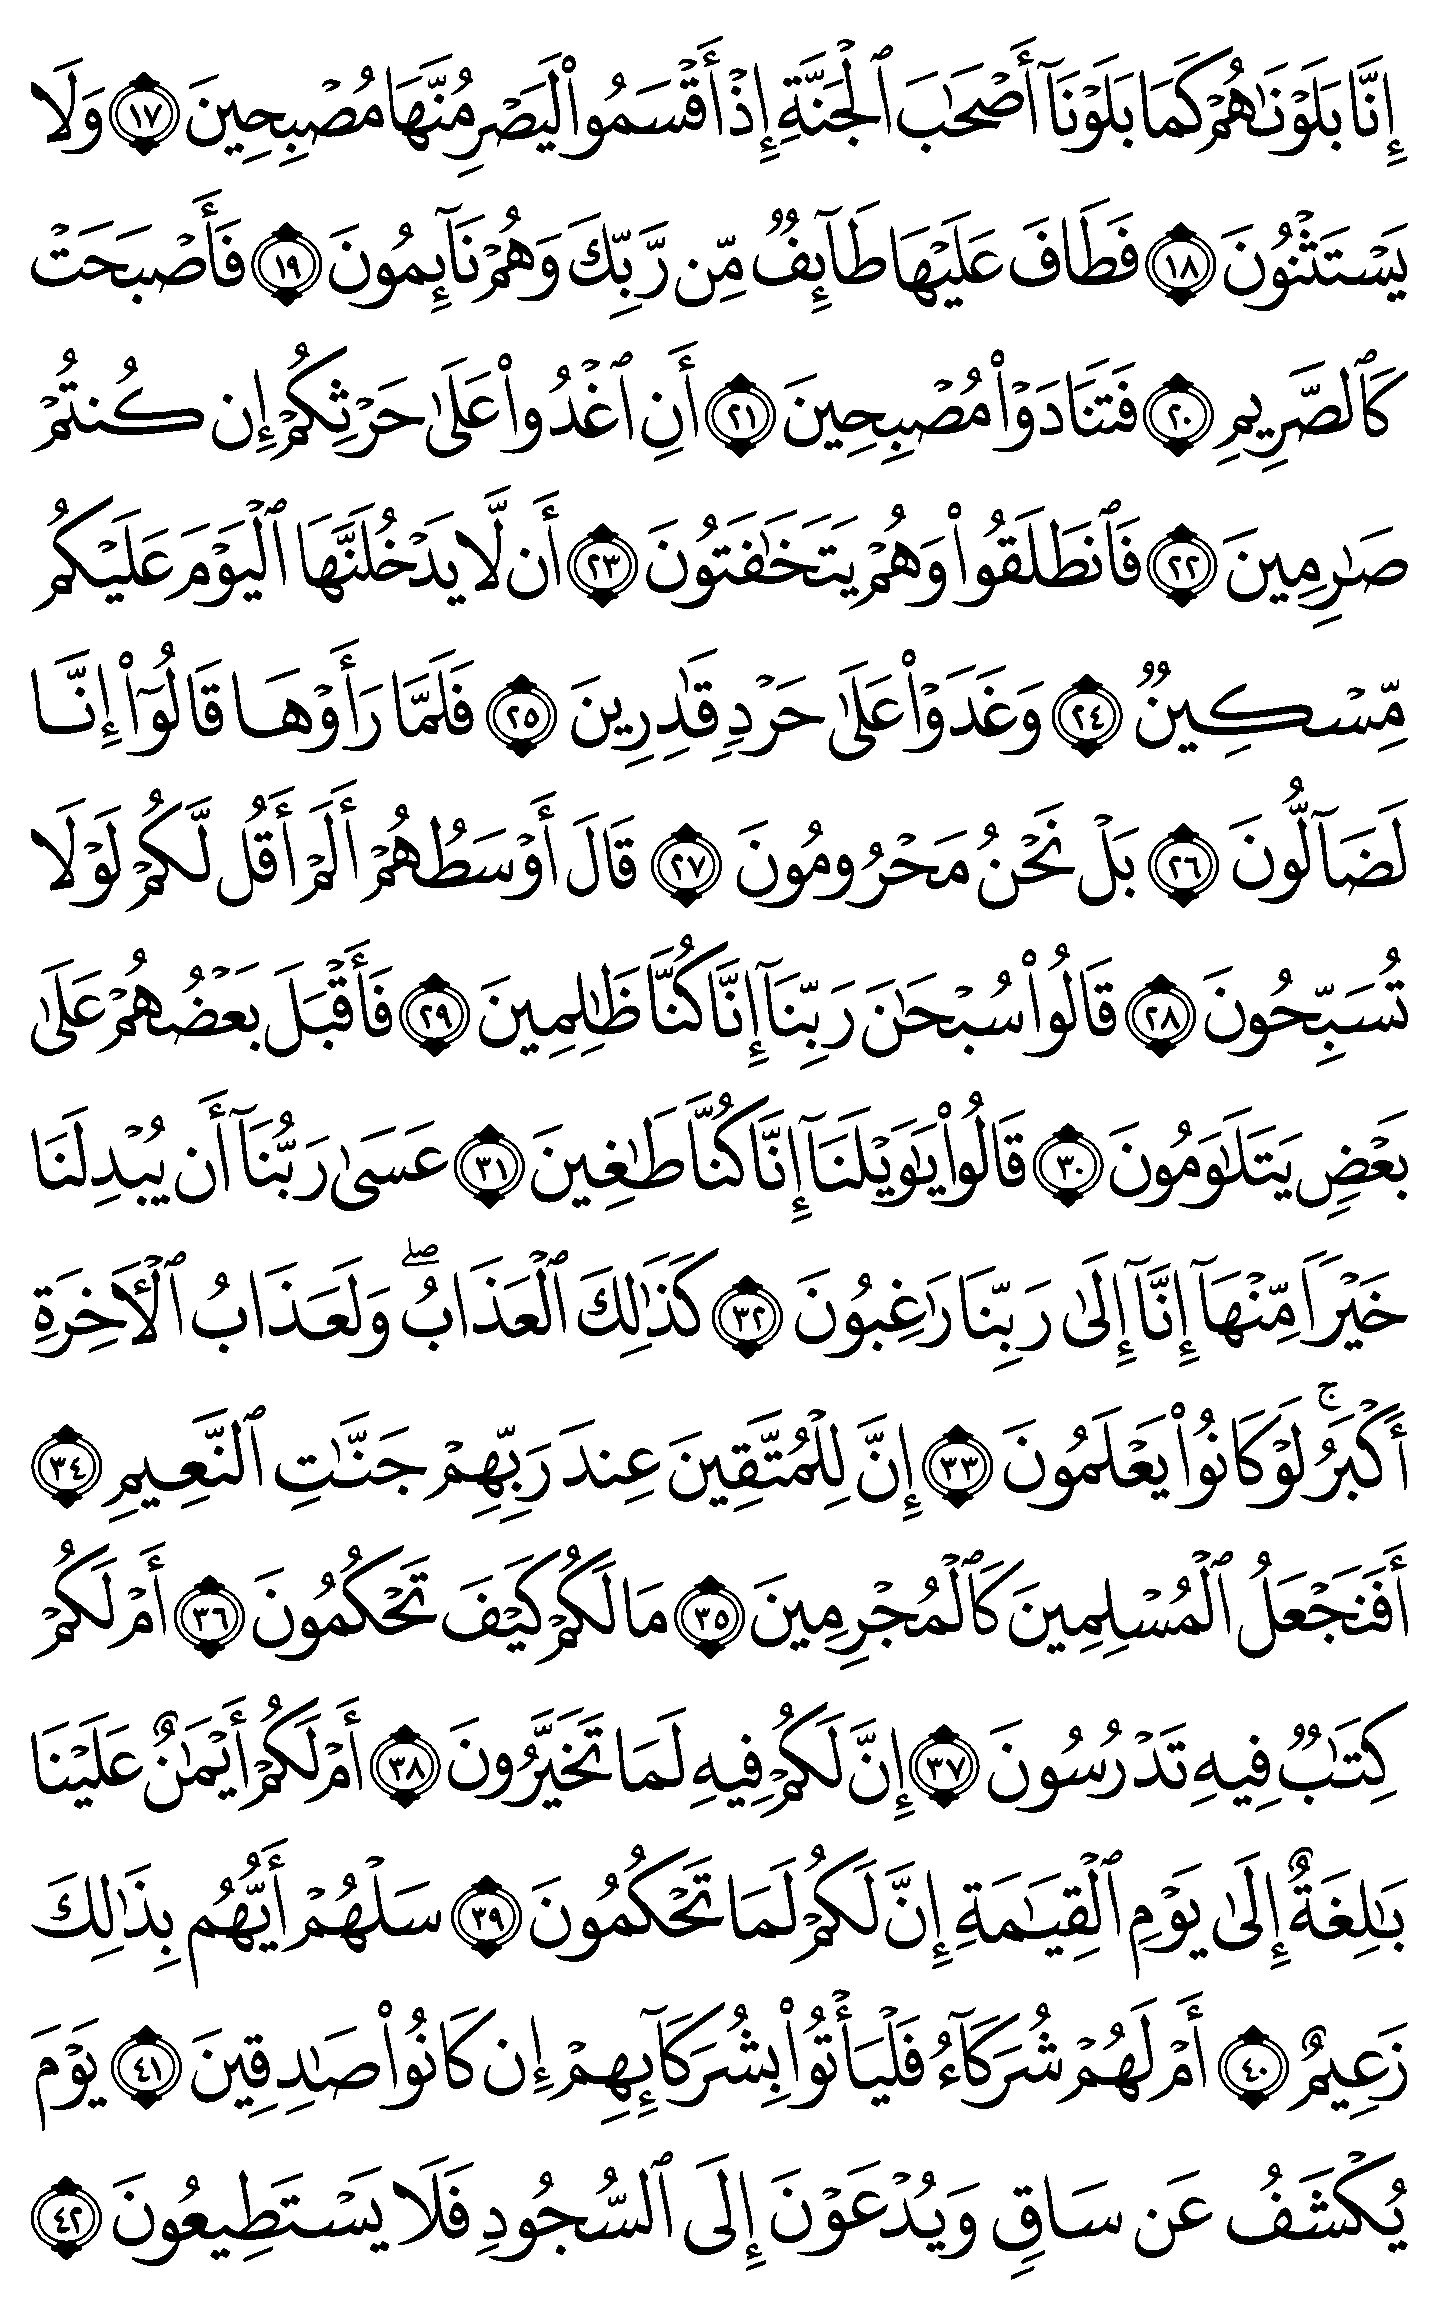 إِنَّا بَلَوْنَٰهُمْ كَمَا بَلَوْنَآ أَصْحَٰبَ ٱلْجَنَّةِ إِذْ أَقْسَمُوا۟ لَيَصْرِمُنَّهَا مُصْبِحِينَ ١٧ وَلَا
يَسْتَثْنُونَ ١٨ فَطَافَ عَلَيْهَا طَآئِفٌ مِّن رَّبِّكَ وَهُمْ نَآئِمُونَ ١٩ فَأَصْبَحَتْ
كَٱلصَّرِيمِ ٢٠ فَتَنَادَوْا۟ مُصْبِحِينَ ٢١ أَنِ ٱغْدُوا۟ عَلَىٰ حَرْثِكُمْ إِن كُنتُمْ
صَٰرِمِينَ ٢٢ فَٱنطَلَقُوا۟ وَهُمْ يَتَخَٰفَتُونَ ٢٣ أَن لَّا يَدْخُلَنَّهَا ٱلْيَوْمَ عَلَيْكُم
مِّسْكِينٌ ٢٤ وَغَدَوْا۟ عَلَىٰ حَرْدٍ قَٰدِرِينَ ٢٥ فَلَمَّا رَأَوْهَا قَالُوٓا۟ إِنَّا
لَضَآلُّونَ ٢٦ بَلْ نَحْنُ مَحْرُومُونَ ٢٧ قَالَ أَوْسَطُهُمْ أَلَمْ أَقُل لَّكُمْ لَوْلَا
تُسَبِّحُونَ ٢٨ قَالُوا۟ سُبْحَٰنَ رَبِّنَآ إِنَّا كُنَّا ظَٰلِمِينَ ٢٩ فَأَقْبَلَ بَعْضُهُمْ عَلَىٰ
بَعْضٍ يَتَلَٰوَمُونَ ٣٠ قَالُوا۟ يَٰوَيْلَنَآ إِنَّا كُنَّا طَٰغِينَ ٣١ عَسَىٰ رَبُّنَآ أَن يُبْدِلَنَا
خَيْرًا مِّنْهَآ إِنَّآ إِلَىٰ رَبِّنَا رَٰغِبُونَ ٣٢ كَذَٰلِكَ ٱلْعَذَابُ ۖ وَلَعَذَابُ ٱلْءَاخِرَةِ
أَكْبَرُ ۚ لَوْ كَانُوا۟ يَعْلَمُونَ ٣٣ إِنَّ لِلْمُتَّقِينَ عِندَ رَبِّهِمْ جَنَّٰتِ ٱلنَّعِيمِ ٣٤
أَفَنَجْعَلُ ٱلْمُسْلِمِينَ كَٱلْمُجْرِمِينَ ٣٥ مَا لَكُمْ كَيْفَ تَحْكُمُونَ ٣٦ أَمْ لَكُمْ
كِتَٰبٌ فِيهِ تَدْرُسُونَ ٣٧ إِنَّ لَكُمْ فِيهِ لَمَا تَخَيَّرُونَ ٣٨ أَمْ لَكُمْ أَيْمَٰنٌ عَلَيْنَا
بَٰلِغَةٌ إِلَىٰ يَوْمِ ٱلْقِيَٰمَةِ إِنَّ لَكُمْ لَمَا تَحْكُمُونَ ٣٩ سَلْهُمْ أَيُّهُم بِذَٰلِكَ
زَعِيمٌ ٤٠ أَمْ لَهُمْ شُرَكَآءُ فَلْيَأْتُوا۟ بِشُرَكَآئِهِمْ إِن كَانُوا۟ صَٰدِقِينَ ٤١ يَوْمَ
يُكْشَفُ عَن سَاقٍ وَيُدْعَوْنَ إِلَى ٱلسُّجُودِ فَلَا يَسْتَطِيعُونَ ٤٢